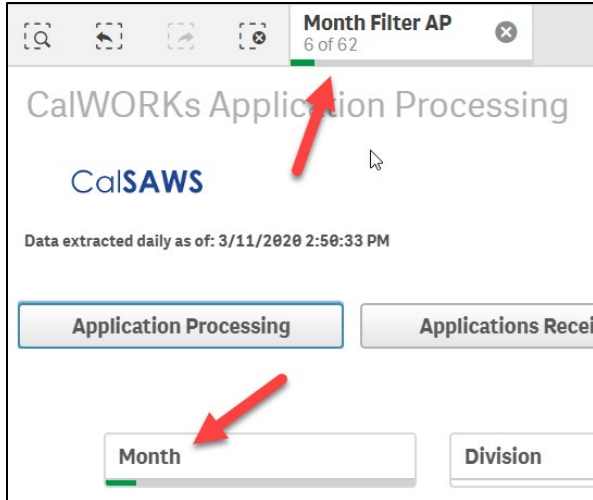 Month Filter AP
6 of 62
CalWORKs Application Processing
CalSAWS
Data extracted daily as of: 3/11/2020 2:50:33 PM
Application Processing
Applications Recei
Month
Division